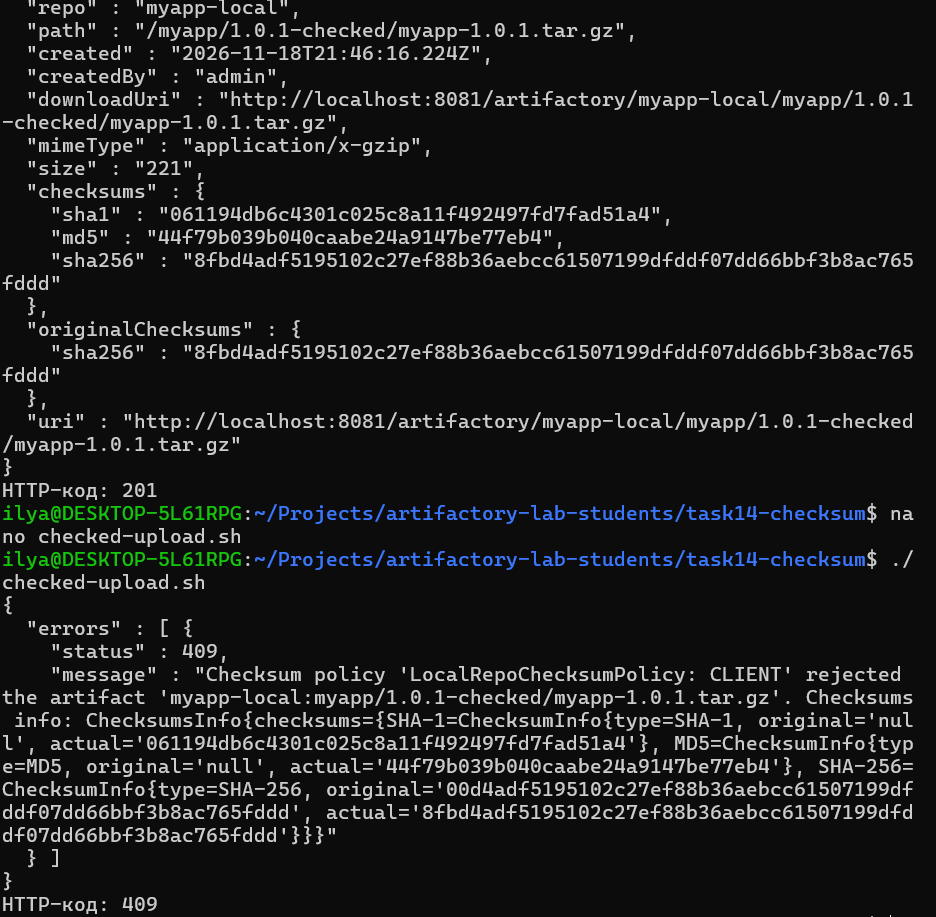 "repo" : "myapp-local",
  "path" : "/myapp/1.0.1-checked/myapp-1.0.1.tar.gz",
  "created" : "2026-11-18T21:46:16.224Z",
  "createdBy" : "admin",
  "downloadUri" : "http://localhost:8081/artifactory/myapp-local/myapp/1.0.1
-checked/myapp-1.0.1.tar.gz",
  "mimeType" : "application/x-gzip",
  "size" : "221",
  "checksums" : {
    "sha1" : "061194db6c4301c025c8a11f492497fd7fad51a4",
    "md5" : "44f79b039b040caabe24a9147be77eb4",
    "sha256" : "8fbd4adf5195102c27ef88b36aebcc61507199dfddf07dd66bbf3b8ac765
fddd"
  },
  "originalChecksums" : {
    "sha256" : "8fbd4adf5195102c27ef88b36aebcc61507199dfddf07dd66bbf3b8ac765
fddd"
  },
  "uri" : "http://localhost:8081/artifactory/myapp-local/myapp/1.0.1-checked
/myapp-1.0.1.tar.gz"
}
HTTP-код: 201
ilya@DESKTOP-5L61RPG:~/Projects/artifactory-lab-students/task14-checksum$ na
no checked-upload.sh
ilya@DESKTOP-5L61RPG:~/Projects/artifactory-lab-students/task14-checksum$ ./
checked-upload.sh
{
  "errors" : [ {
    "status" : 409,
    "message" : "Checksum policy 'LocalRepoChecksumPolicy: CLIENT' rejected
the artifact 'myapp-local:myapp/1.0.1-checked/myapp-1.0.1.tar.gz'. Checksums
 info: ChecksumsInfo{checksums={SHA-1=ChecksumInfo{type=SHA-1, original='nul
l', actual='061194db6c4301c025c8a11f492497fd7fad51a4'}, MD5=ChecksumInfo{typ
e=MD5, original='null', actual='44f79b039b040caabe24a9147be77eb4'}, SHA-256=
ChecksumInfo{type=SHA-256, original='00d4adf5195102c27ef88b36aebcc61507199df
ddf07dd66bbf3b8ac765fddd', actual='8fbd4adf5195102c27ef88b36aebcc61507199dfd
df07dd66bbf3b8ac765fddd'}}}"
  } ]
}
HTTP-код: 409